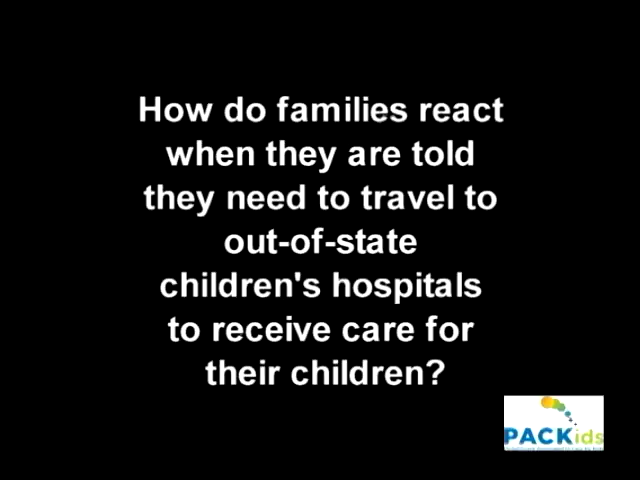 How do families react
when they are told
they need to travel to
out-of-state
children's hospitals
to receive care for
their children?
PACKids